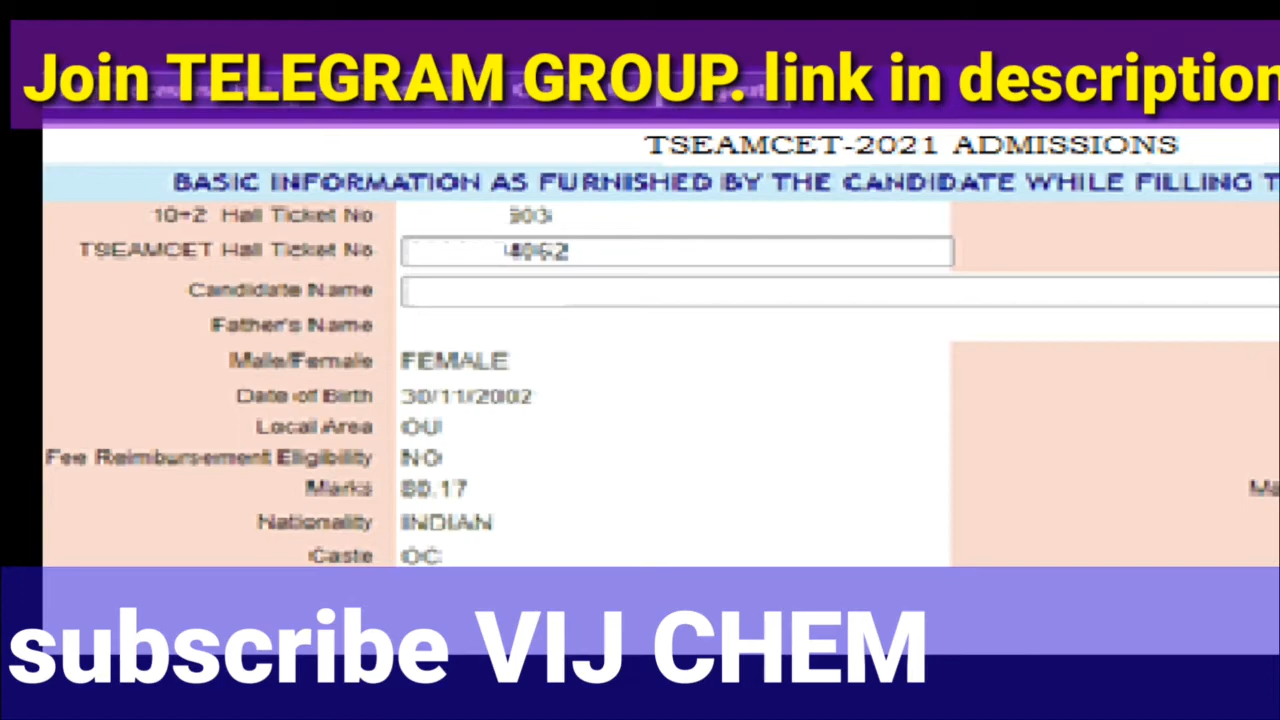 Join TELEGRAM GROUP. link in description
TSEAMCET-2021 ADMISSIONS
BASIC INFORMATION AS FURNISHED BY THE CANDIDATE WHILE FILLING T
10+2 Hall Ticket No 303
TSEAMCET Hall Ticket No 4062
Candidate Name
Father's Name
Male/Female FEMALE
Date of Birth 30/11/2002
Local Area OU
Fee Reimbursement Eligibility NO
Marks 80.17 Ma
Nationality INDIAN
Caste OC
subscribe VIJ CHEM